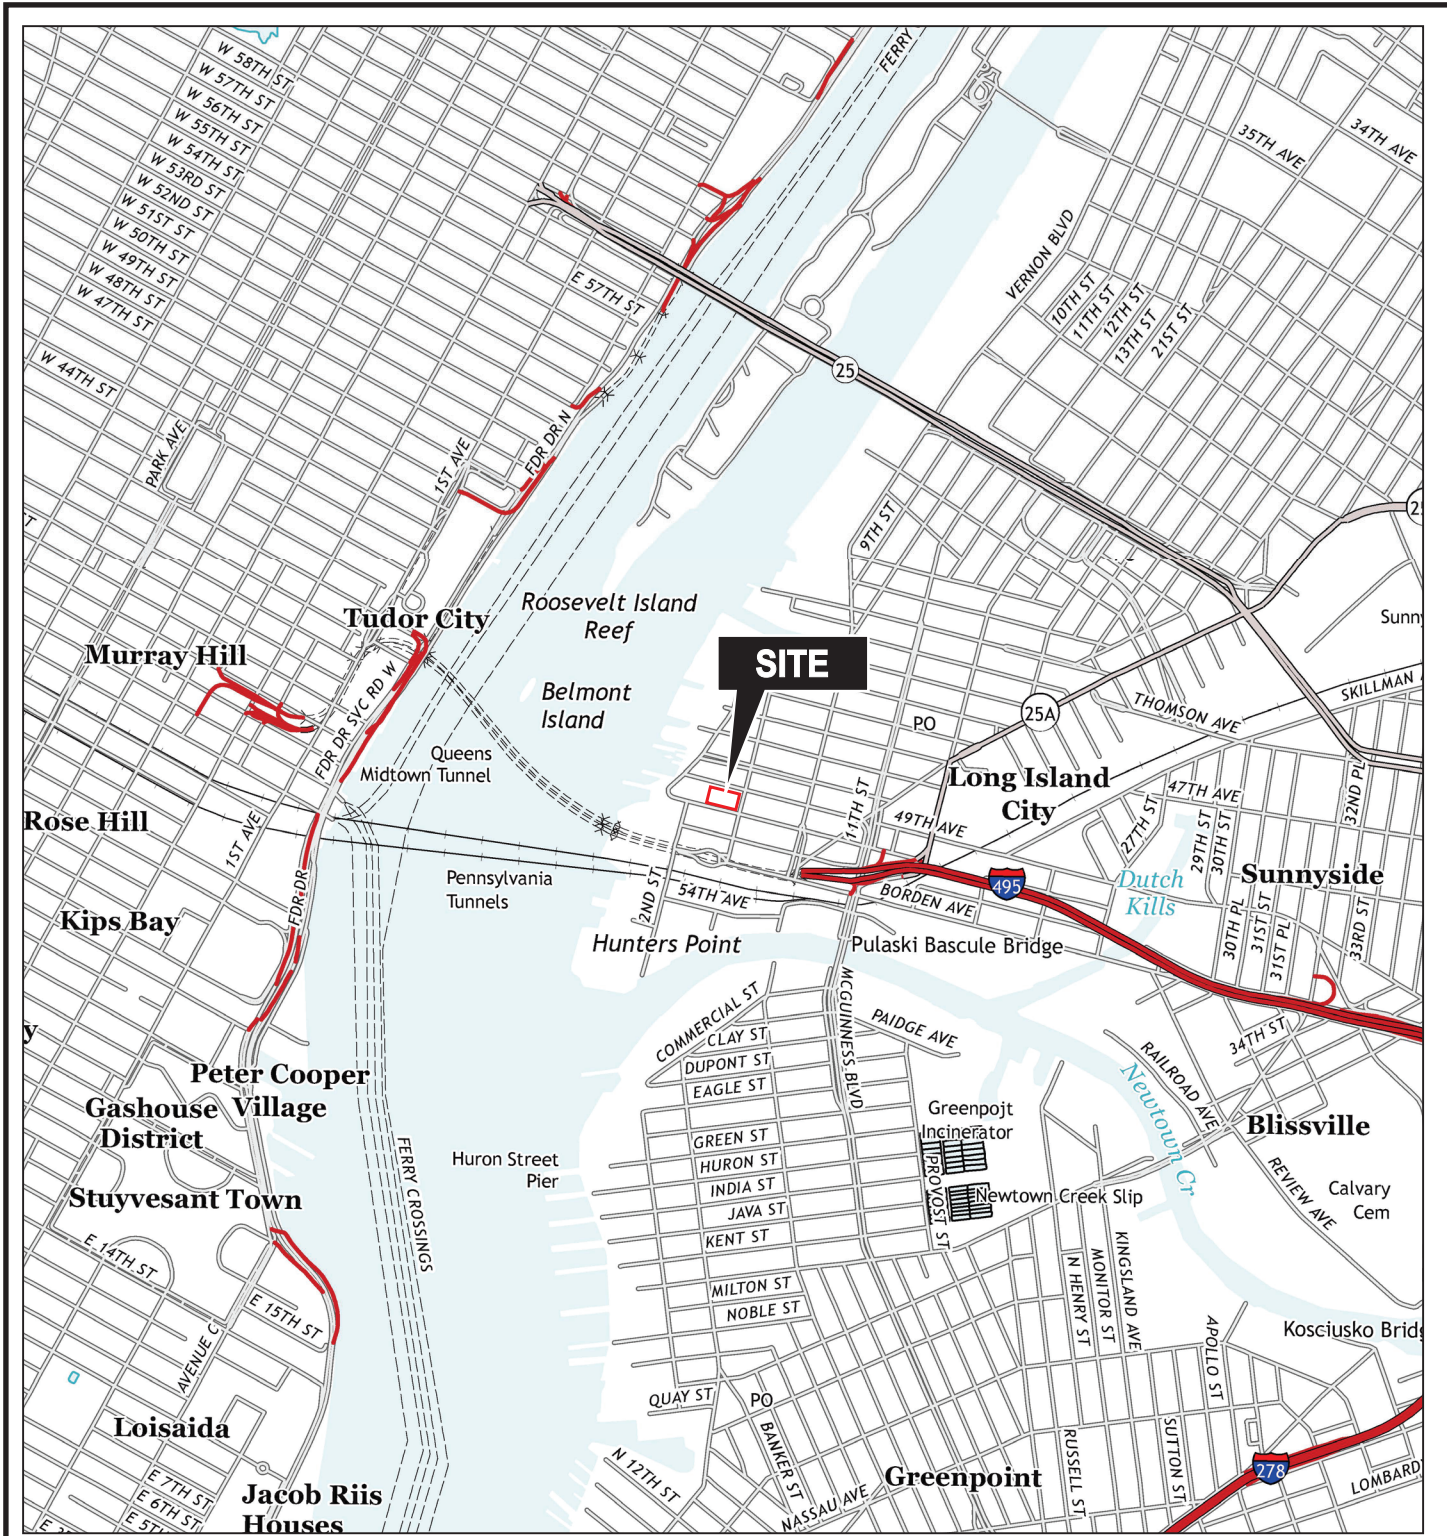 W 58TH ST
W 57TH ST
W 56TH ST
W 55TH ST
W 54TH ST
W 53RD ST
W 52ND ST
W 51ST ST
W 50TH ST
W 49TH ST
W 48TH ST
W 47TH ST
W 44TH ST
FERRY
35TH AVE
34TH AVE
VERNON BLVD
10TH ST
11TH ST
12TH ST
13TH ST
21ST ST
E 57TH ST
25
PARK AVE
1ST AVE
FDR DR N
9TH ST
Tudor City
Murray Hill
Roosevelt Island
Reef
Belmont
Island
SITE
Sunny
SKILLMAN
THOMSON AVE
25A
PO
FDR DR SVC RD W
Queens
Midtown Tunnel
Long Island
City
11TH ST
49TH AVE
47TH AVE
27TH ST
29TH ST
30TH ST
32ND PL
Rose Hill
1ST AVE
FDR DR
Pennsylvania
Tunnels
2ND ST
54TH AVE
495
BORDEN AVE
Dutch
Kills
Sunnyside
30TH PL
31ST ST
31ST PL
33RD ST
Kips Bay
Hunters Point
Pulaski Bascule Bridge
COMMERCIAL ST
CLAY ST
DUPONT ST
EAGLE ST
MCGUINNESS BLVD
PAIDGE AVE
34TH ST
RAILROAD AVE
Newtown Cr
y
Peter Cooper
Village
Gashouse
District
Greenpojt
Incinerator
Blissville
GREEN ST
HURON ST
INDIA ST
JAVA ST
KENT ST
Huron Street
Pier
FERRY CROSSINGS
PROVOST ST
Newtown Creek Slip
REVIEW AVE
Calvary
Cem
Stuyvesant Town
E 14TH ST
E 15TH ST
AVENUE C
MILTON ST
NOBLE ST
N HENRY ST
MONITOR ST
KINGSLAND AVE
APOLLO ST
Kosciusko Bridg
QUAY ST
PO
BANKER ST
Loisaida
N 12TH ST
NASSAU AVE
Greenpoint
RUSSELL ST
SUTTON ST
278
LOMBARD
E 7TH ST
E 6TH ST
E 5TH
Jacob Riis
Houses